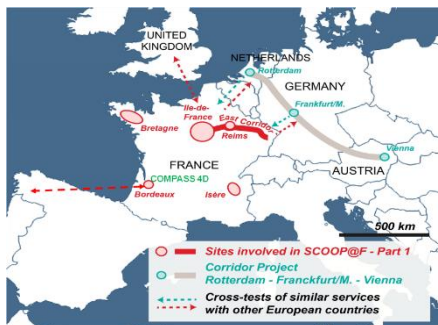 UNITED
KINGDOM
NETHERLANDS
Rotterdam
GERMANY
Ile-de-
France
East Corridor
Frankfurt/M.
Bretagne
Reims
Vienna
FRANCE
AUSTRIA
COMPASS 4D
Bordeaux
Isère
500 km
Sites involved in SCOOP@F - Part 1
Corridor Project
Rotterdam - Franckfurt/M. - Vienna
Cross-tests of similar services
with other European countries